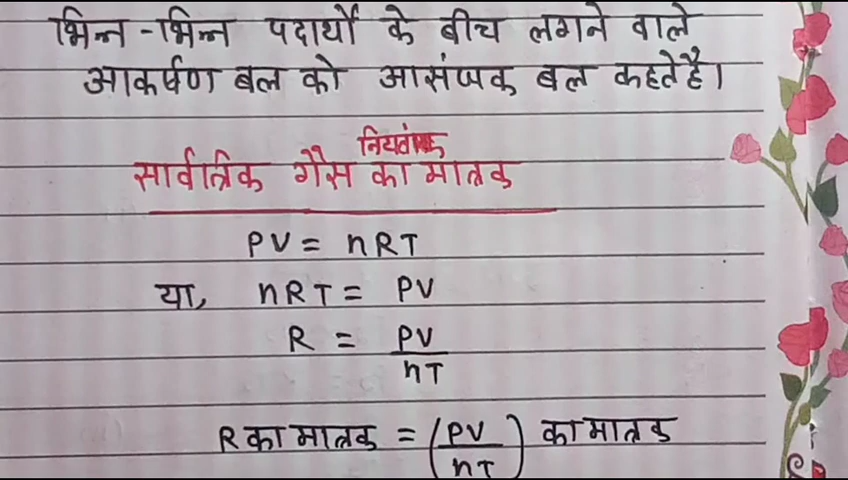 भिन्न-भिन्न पदार्थों के बीच लगने वाले
आकर्षण बल को आसंजक बल कहते है।
नियतांक
सार्वत्रिक गैस का मात्रक
PV = nRT
या, nRT = PV
R = PV/nT
R का मात्रक = (PV/nT) का मात्रक